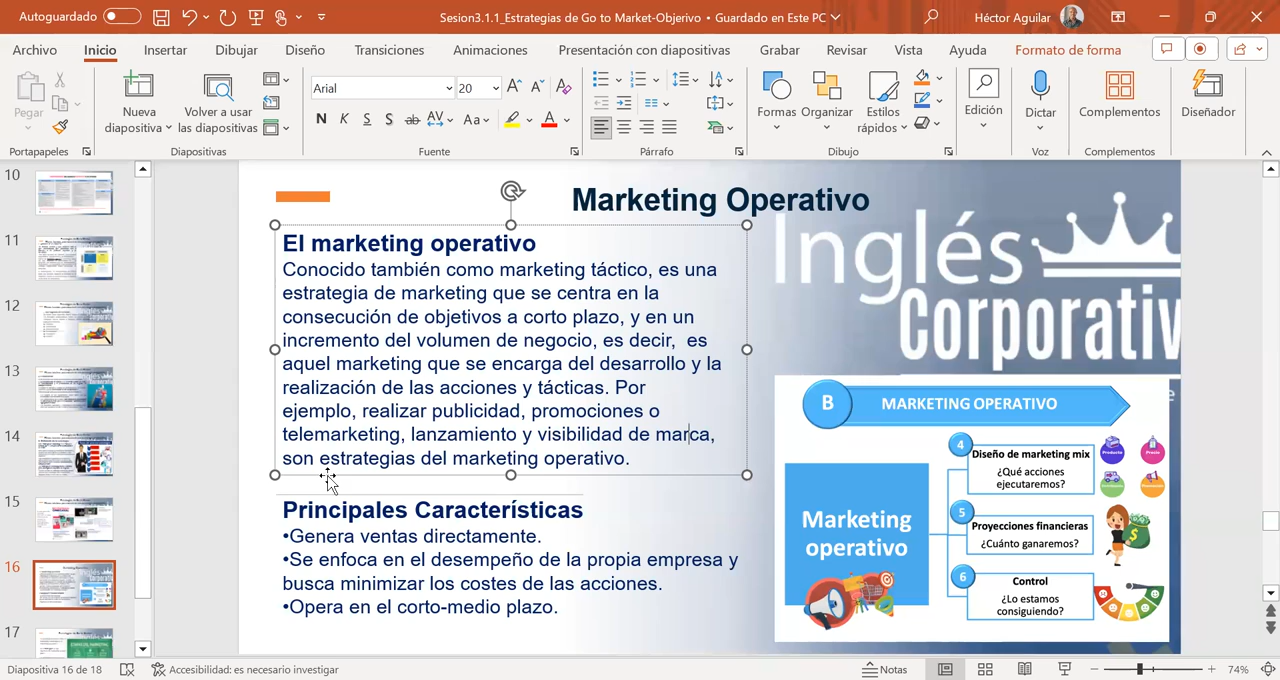 Autoguardado
Sesion3.1.1_Estrategias de Go to Market-Objerivo • Guardado en Este PC
Héctor Aguilar
Archivo Inicio Insertar Dibujar Diseño Transiciones Animaciones Presentación con diapositivas Grabar Revisar Vista Ayuda Formato de forma
Pegar
Nueva diapositiva
Volver a usar las diapositivas
Arial 20
N K S S ab AV Aa A
Formas Organizar Estilos rápidos
Edición
Dictar
Complementos
Diseñador
Portapapeles Diapositivas Fuente Párrafo Dibujo Voz Complementos
10
11
12
13
14
15
16
17
Marketing Operativo
El marketing operativo
Conocido también como marketing táctico, es una
estrategia de marketing que se centra en la
consecución de objetivos a corto plazo, y en un
incremento del volumen de negocio, es decir, es
aquel marketing que se encarga del desarrollo y la
realización de las acciones y tácticas. Por
ejemplo, realizar publicidad, promociones o
telemarketing, lanzamiento y visibilidad de marca,
son estrategias del marketing operativo.
Principales Características
•Genera ventas directamente.
•Se enfoca en el desempeño de la propia empresa y
busca minimizar los costes de las acciones.
•Opera en el corto-medio plazo.
Inglés
Corporativ
B MARKETING OPERATIVO
Marketing
operativo
4
Diseño de marketing mix
¿Qué acciones
ejecutaremos?
Producto
Precio
5
Proyecciones financieras
¿Cuánto ganaremos?
6
Control
¿Lo estamos
consiguiendo?
Diapositiva 16 de 18
Accesibilidad: es necesario investigar
Notas
74%